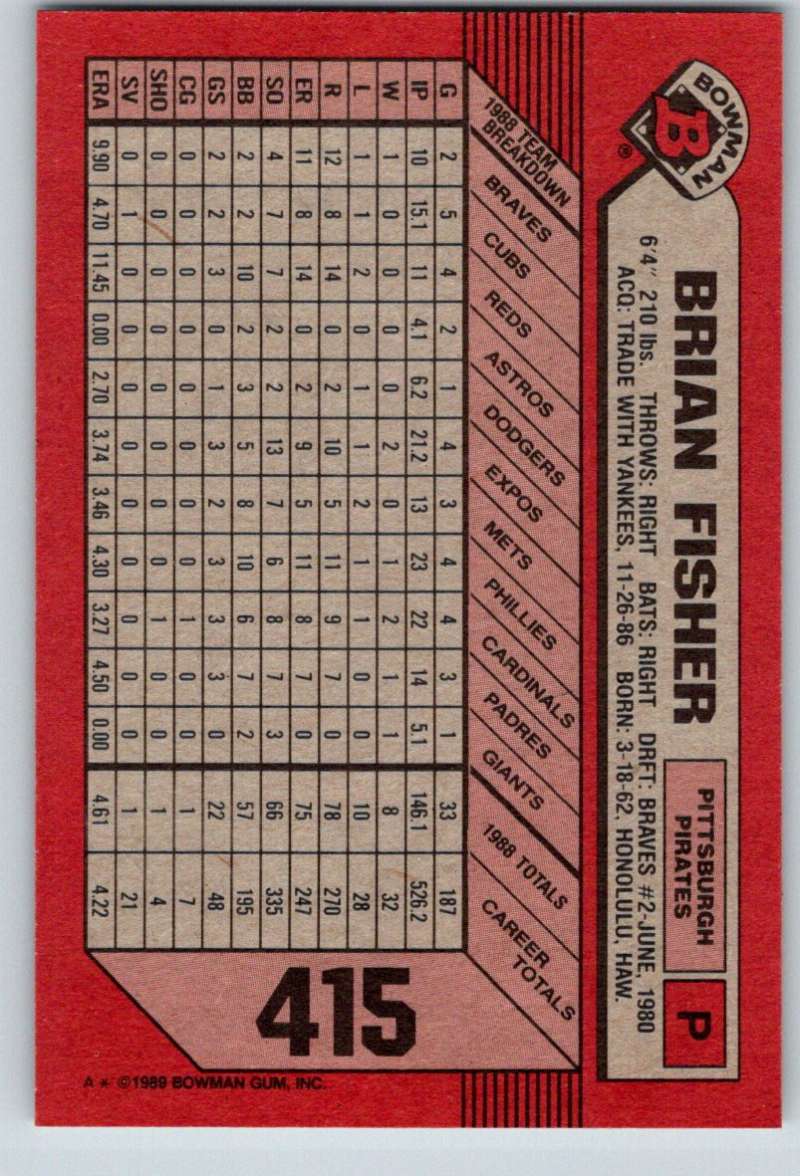 BOWMAN
B
®
BRIAN FISHER
PITTSBURGH
PIRATES
P
6'4" 210 lbs. THROWS: RIGHT BATS: RIGHT DRFT: BRAVES #2-JUNE, 1980
ACQ: TRADE WITH YANKEES, 11-26-86 BORN: 3-18-62, HONOLULU, HAW.
1988 TEAM
BREAKDOWN
BRAVES
CUBS
REDS
ASTROS
DODGERS
EXPOS
METS
PHILLIES
CARDINALS
PADRES
GIANTS
1988 TOTALS
CAREER
TOTALS
G 2 5 4 2 1 4 3 4 4 3 1 33 187
IP 10 15.1 11 4.1 6.2 21.2 13 23 22 14 5.1 146.1 526.2
W 1 0 0 0 0 2 0 1 2 1 1 8 32
L 1 1 2 0 1 1 2 1 1 0 0 10 28
R 12 8 14 0 2 10 5 11 9 7 0 78 270
ER 11 8 14 0 2 9 5 11 8 7 0 75 247
SO 4 7 7 2 2 13 7 6 8 7 3 66 335
BB 2 2 10 2 3 5 8 10 6 7 2 57 195
GS 2 2 3 0 1 3 2 3 3 3 0 22 48
CG 0 0 0 0 0 0 0 0 1 0 0 1 7
SHO 0 0 0 0 0 0 0 0 1 0 0 1 4
SV 0 1 0 0 0 0 0 0 0 0 0 1 21
ERA 9.90 4.70 11.45 0.00 2.70 3.74 3.46 4.30 3.27 4.50 0.00 4.61 4.22
415
A * ©1989 BOWMAN GUM, INC.